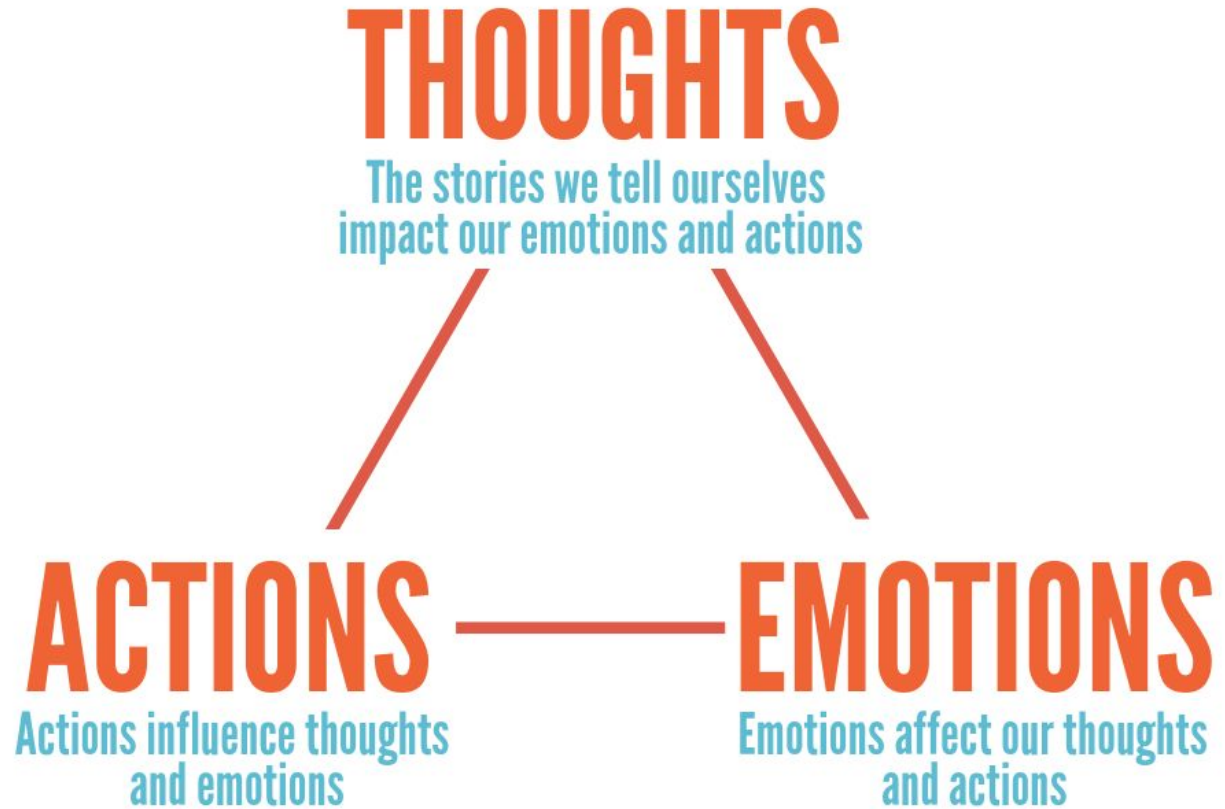 THOUGHTS
The stories we tell ourselves
impact our emotions and actions
ACTIONS
Actions influence thoughts
and emotions
EMOTIONS
Emotions affect our thoughts
and actions